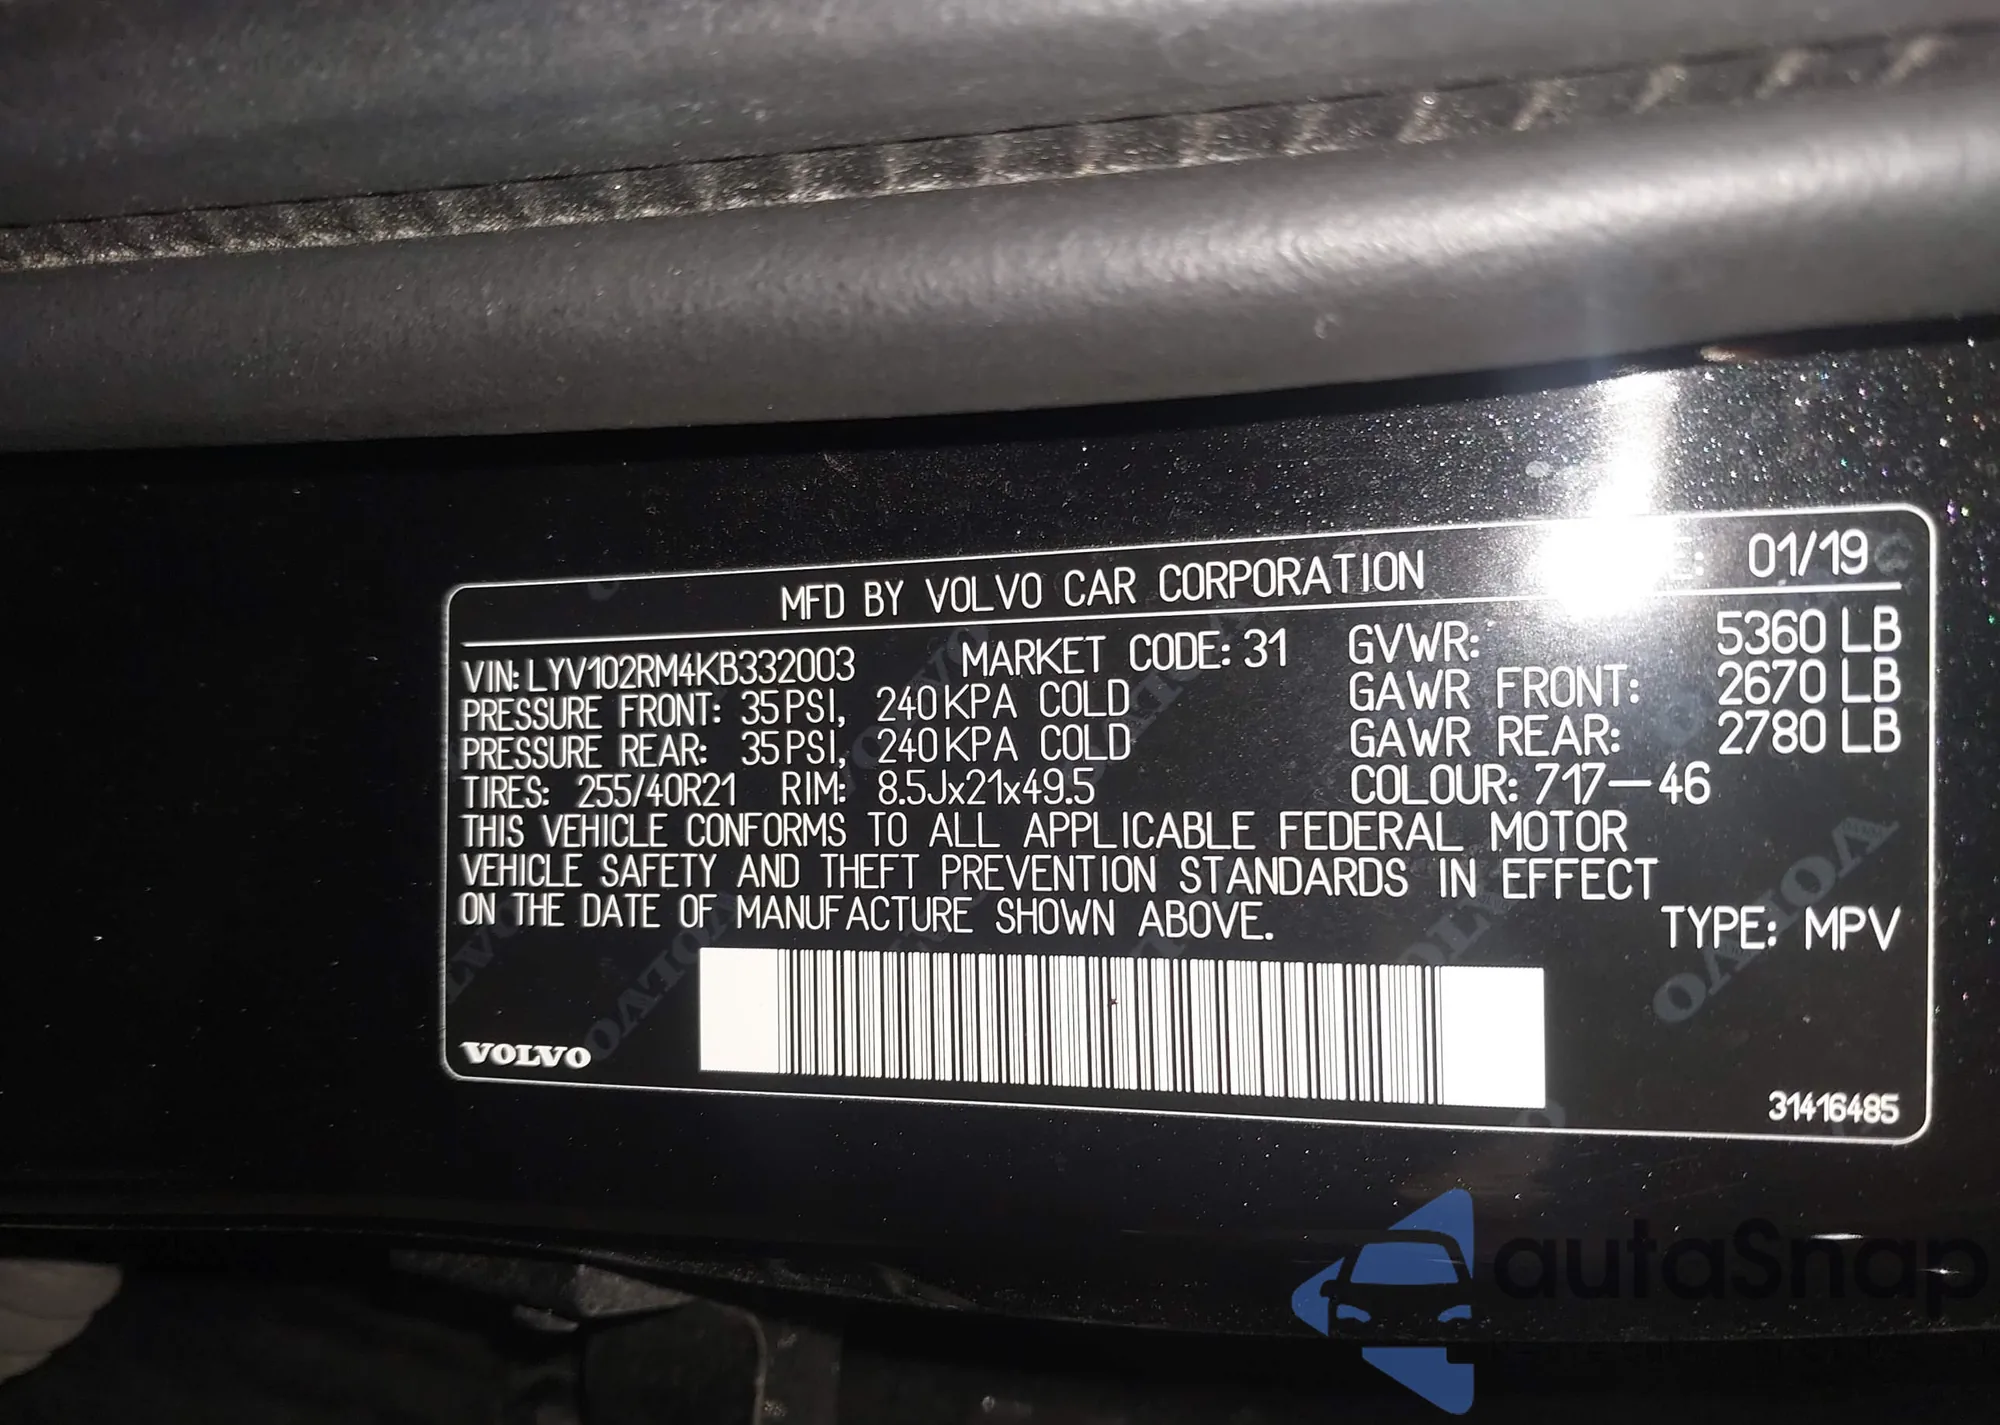 MFD BY VOLVO CAR CORPORATION 01/19
VIN: LYV102RM4KB332003 MARKET CODE: 31 GVWR: 5360 LB
PRESSURE FRONT: 35 PSI, 240 KPA COLD GAWR FRONT: 2670 LB
PRESSURE REAR: 35 PSI, 240 KPA COLD GAWR REAR: 2780 LB
TIRES: 255/40R21 RIM: 8.5Jx21x49.5 COLOUR: 717-46
THIS VEHICLE CONFORMS TO ALL APPLICABLE FEDERAL MOTOR
VEHICLE SAFETY AND THEFT PREVENTION STANDARDS IN EFFECT
ON THE DATE OF MANUFACTURE SHOWN ABOVE. TYPE: MPV
VOLVO
31416485
autaSnap